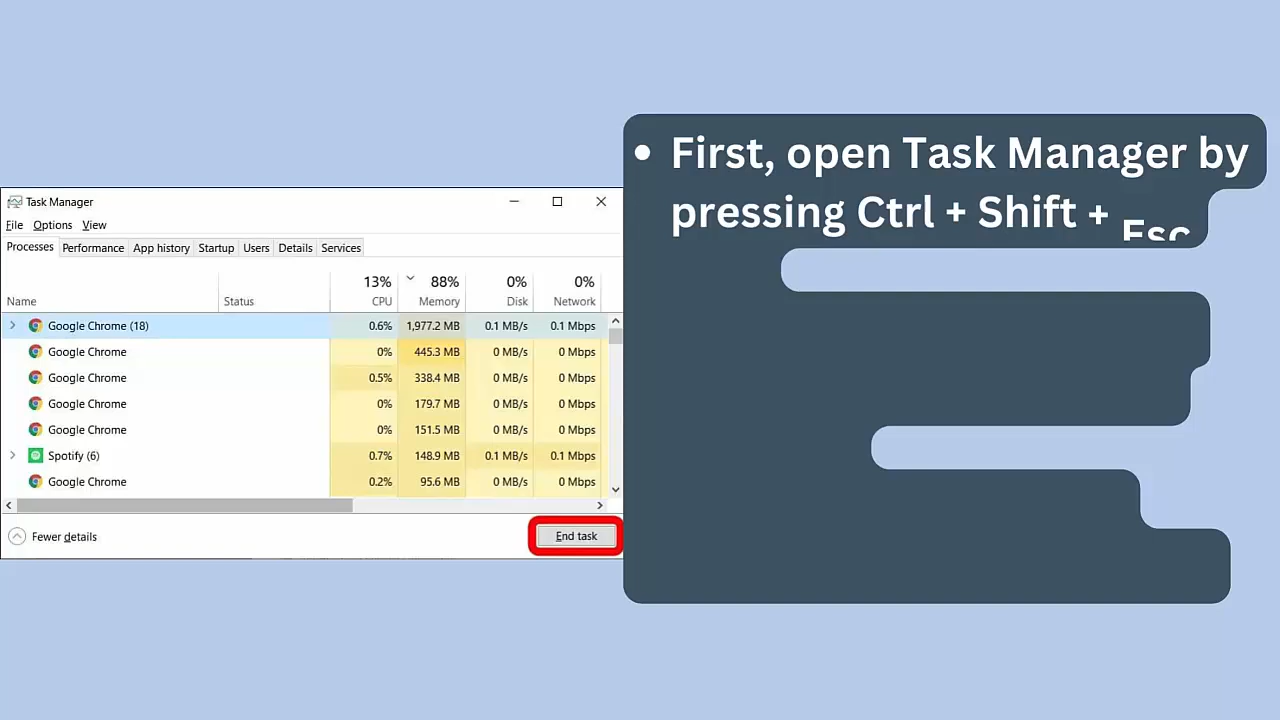 Task Manager
File Options View
Processes Performance App history Startup Users Details Services
13% 88% 0% 0%
Name Status CPU Memory Disk Network
Google Chrome (18) 0.6% 1,977.2 MB 0.1 MB/s 0.1 Mbps
Google Chrome 0% 445.3 MB 0 MB/s 0 Mbps
Google Chrome 0.5% 338.4 MB 0 MB/s 0 Mbps
Google Chrome 0% 179.7 MB 0 MB/s 0 Mbps
Google Chrome 0% 151.5 MB 0 MB/s 0 Mbps
Spotify (6) 0.7% 148.9 MB 0.1 MB/s 0.1 Mbps
Google Chrome 0.2% 95.6 MB 0 MB/s 0 Mbps
Fewer details End task
• First, open Task Manager by
pressing Ctrl + Shift + Esc